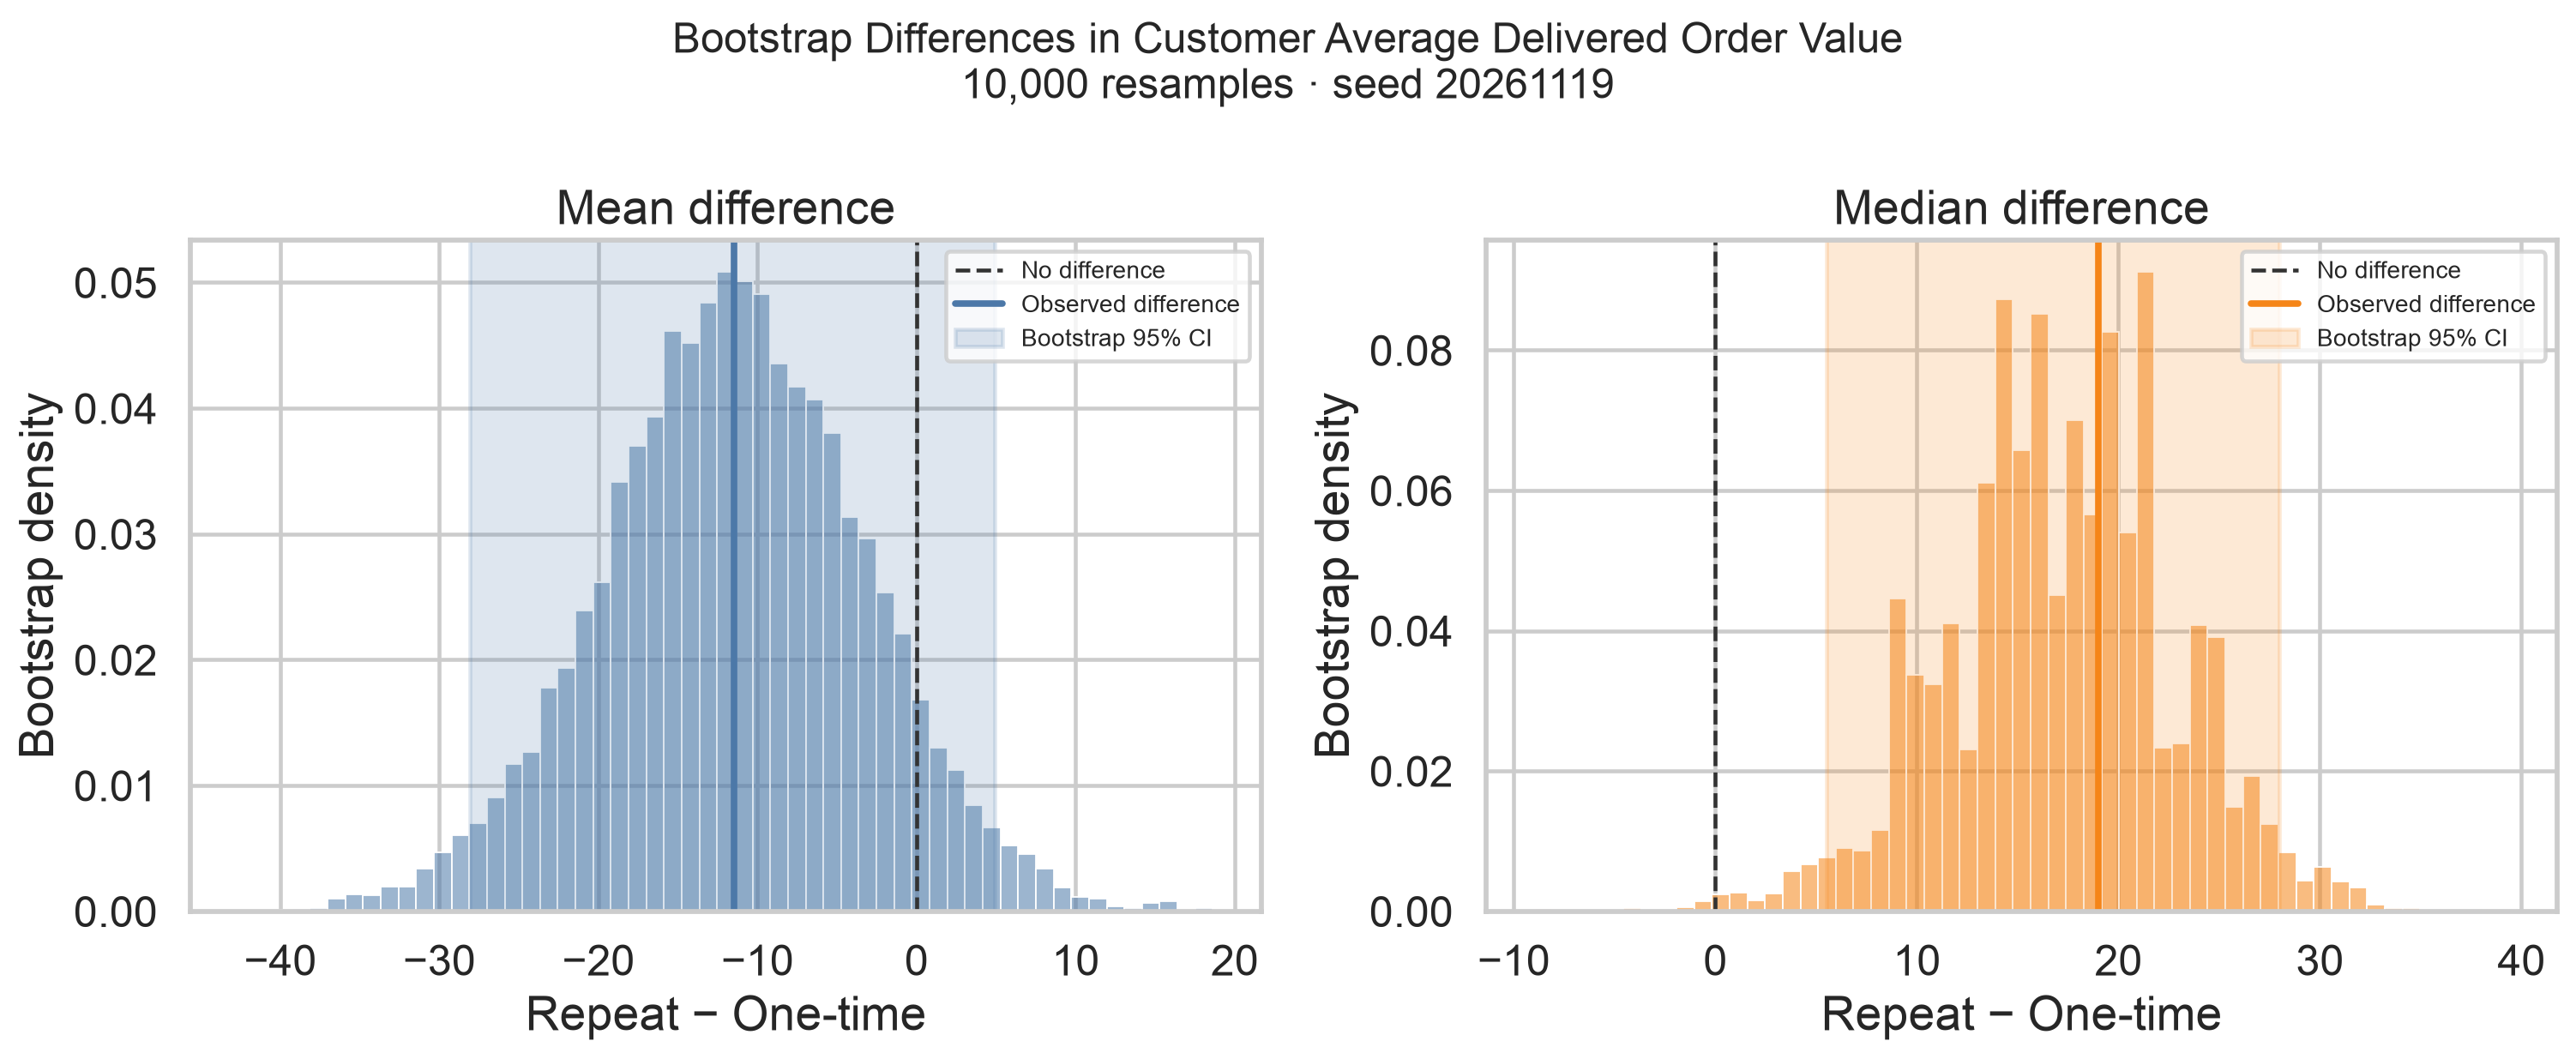 Bootstrap Differences in Customer Average Delivered Order Value
10,000 resamples · seed 20261119
Mean difference
No difference
Observed difference
Bootstrap 95% CI
Bootstrap density
0.05
0.04
0.03
0.02
0.01
0.00
−40 −30 −20 −10 0 10 20
Repeat − One-time
Median difference
No difference
Observed difference
Bootstrap 95% CI
Bootstrap density
0.08
0.06
0.04
0.02
0.00
−10 0 10 20 30 40
Repeat − One-time